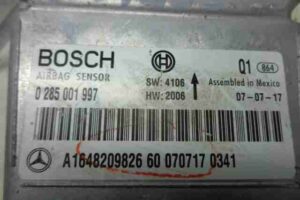 BOSCH Q1 864
AIRBAG SENSOR SW: 4106 Assembled in Mexico
0 285 001 997 HW: 2006 07-07-17
A1648209826 60 070717 0341